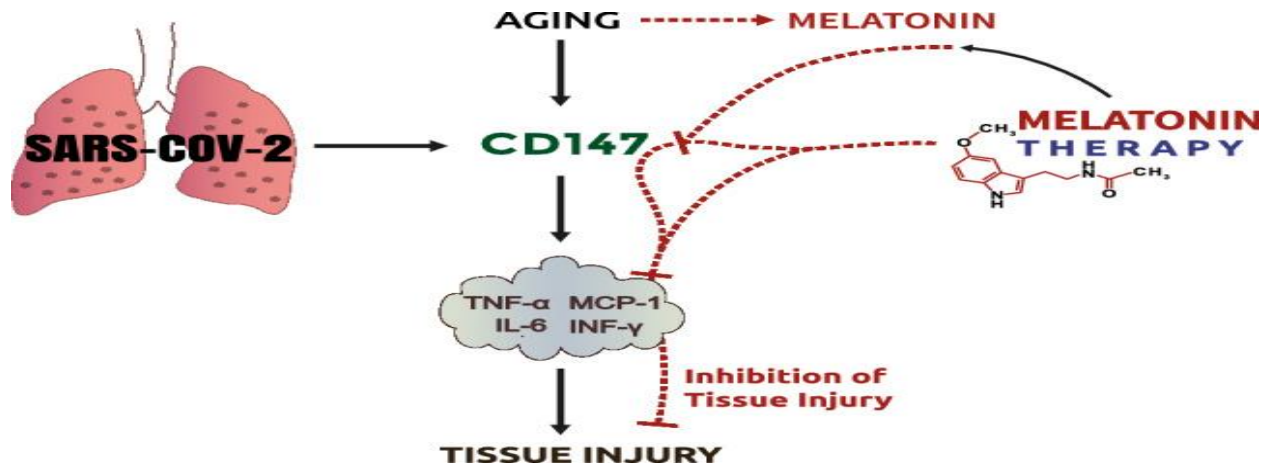 AGING
MELATONIN
SARS-COV-2
CD147
MELATONIN
THERAPY
CH₃
O
H
N
CH₃
O
N
H
TNF-α MCP-1
IL-6 INF-γ
Inhibition of
Tissue Injury
TISSUE INJURY